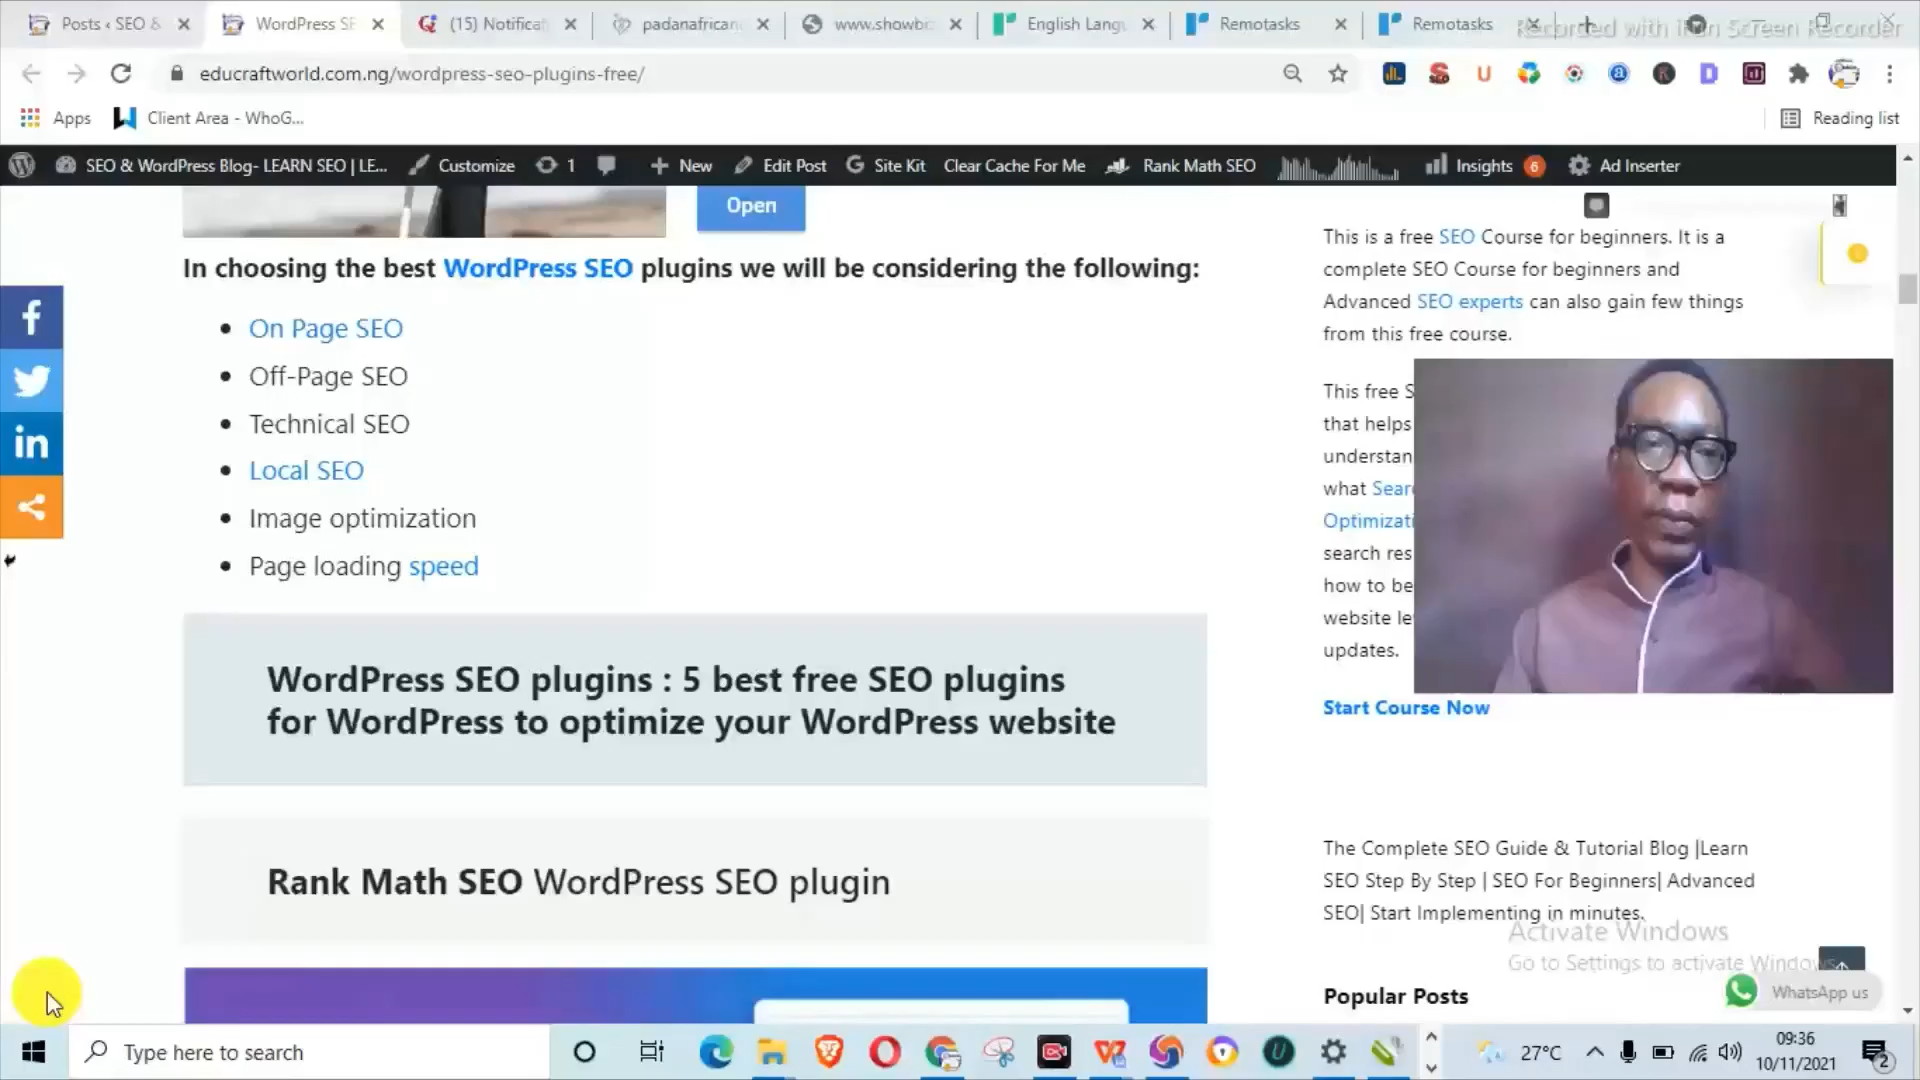 Posts ‹ SEO &
WordPress SE
(15) Notificat
padanafrican
www.showbiz
English Langu
Remotasks
Remotasks
Recorded with iFun Screen Recorder
educraftworld.com.ng/wordpress-seo-plugins-free/
Apps
Client Area - WhoG...
Reading list
SEO & WordPress Blog- LEARN SEO | LE...
Customize
1
New
Edit Post
Site Kit
Clear Cache For Me
Rank Math SEO
Insights 6
Ad Inserter
Open
In choosing the best WordPress SEO plugins we will be considering the following:
On Page SEO
Off-Page SEO
Technical SEO
Local SEO
Image optimization
Page loading speed
WordPress SEO plugins : 5 best free SEO plugins
for WordPress to optimize your WordPress website
Rank Math SEO WordPress SEO plugin
This is a free SEO Course for beginners. It is a
complete SEO Course for beginners and
Advanced SEO experts can also gain few things
from this free course.
This free S
that helps
understan
what Sear
Optimizati
search res
how to be
website le
updates.
Start Course Now
The Complete SEO Guide & Tutorial Blog |Learn
SEO Step By Step | SEO For Beginners| Advanced
SEO| Start Implementing in minutes.
Activate Windows
Go to Settings to activate Windows.
Popular Posts
WhatsApp us
Type here to search
27°C
09:36
10/11/2021
2